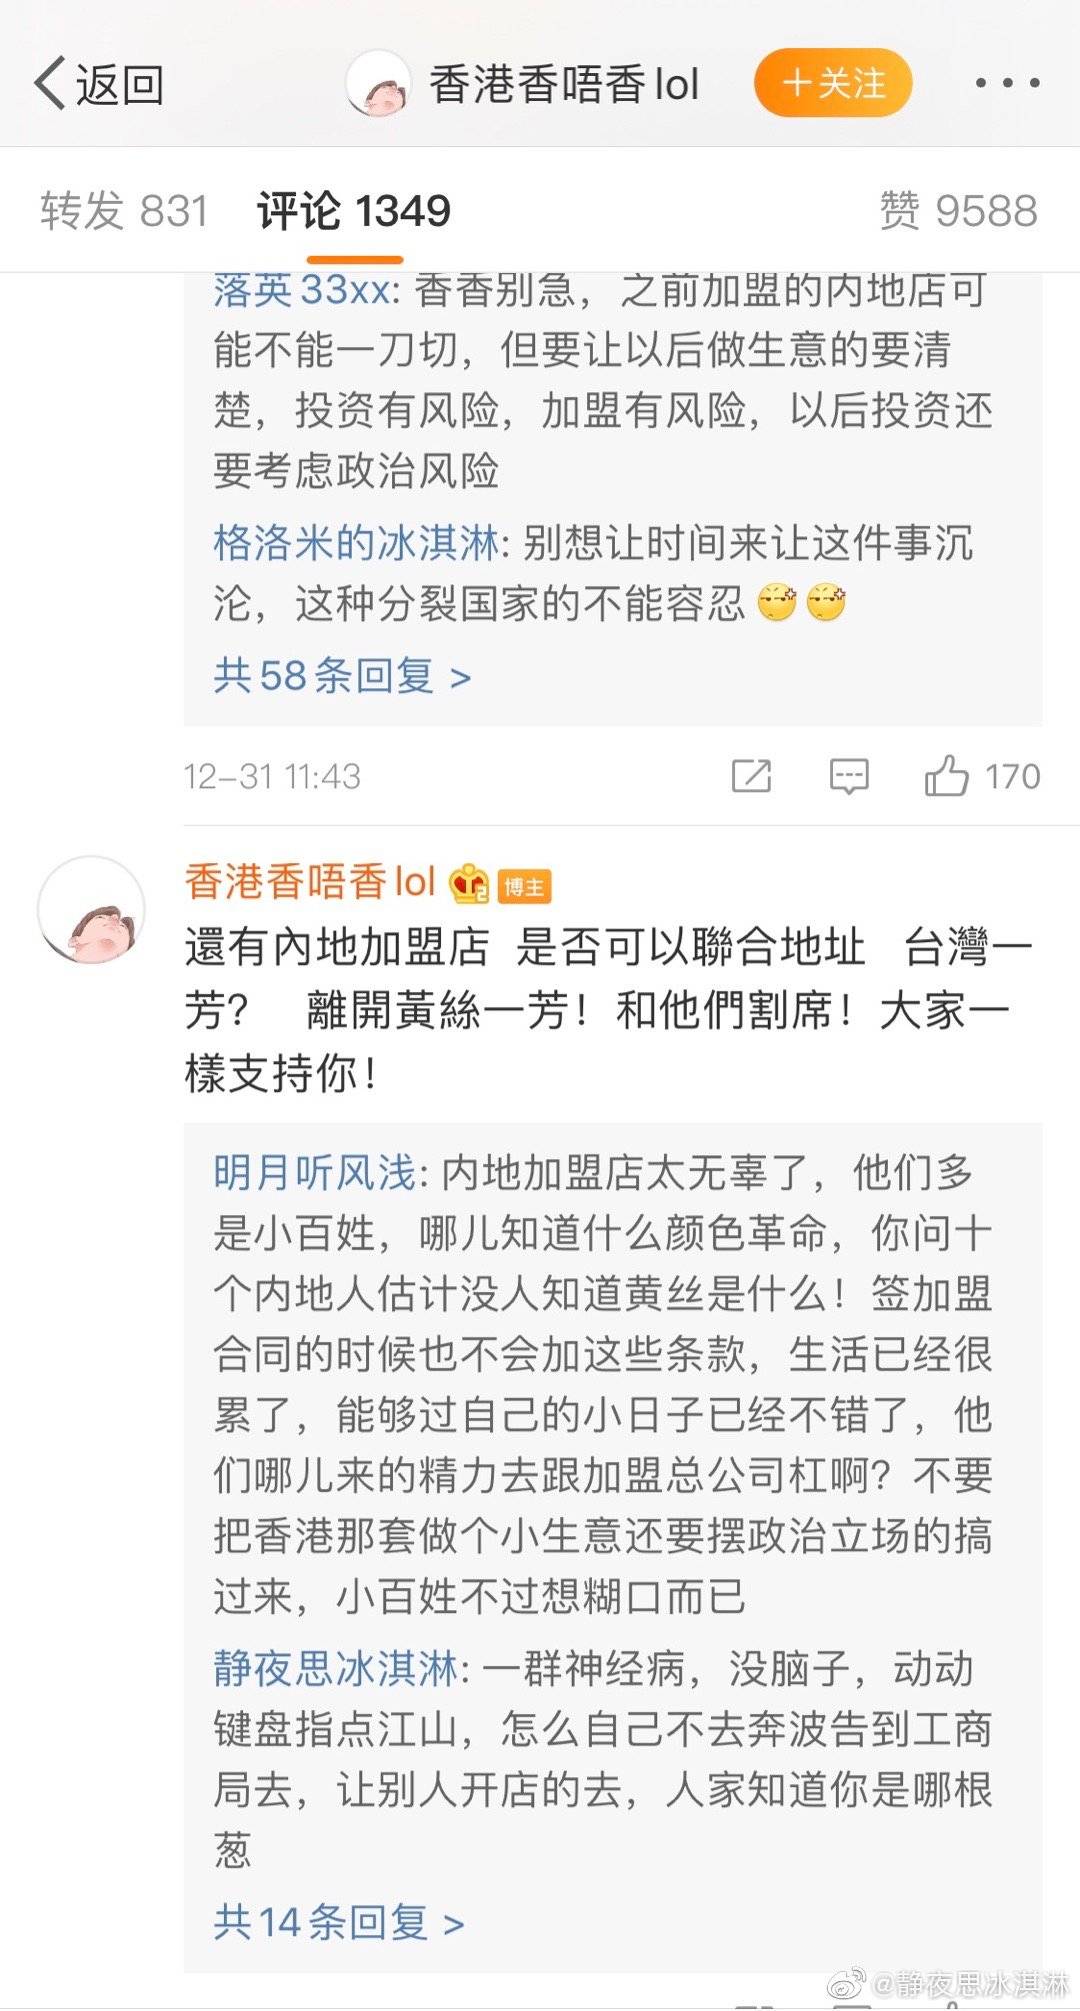 返回
香港香唔香lol
+关注
转发 831
评论 1349
赞 9588
落英33xx: 香香别急，之前加盟的内地店可
能不能一刀切，但要让以后做生意的要清
楚，投资有风险，加盟有风险，以后投资还
要考虑政治风险
格洛米的冰淇淋: 别想让时间来让这件事沉
沦，这种分裂国家的不能容忍
共58条回复 >
12-31 11:43
170
香港香唔香lol 2 博主
還有內地加盟店 是否可以聯合地址 台灣一
芳？ 離開黃絲一芳！和他們割席！大家一
樣支持你！
明月听风浅: 内地加盟店太无辜了，他们多
是小百姓，哪儿知道什么颜色革命，你问十
个内地人估计没人知道黄丝是什么！签加盟
合同的时候也不会加这些条款，生活已经很
累了，能够过自己的小日子已经不错了，他
们哪儿来的精力去跟加盟总公司杠啊？不要
把香港那套做个小生意还要摆政治立场的搞
过来，小百姓不过想糊口而已
静夜思冰淇淋: 一群神经病，没脑子，动动
键盘指点江山，怎么自己不去奔波告到工商
局去，让别人开店的去，人家知道你是哪根
葱
共14条回复 >
@静夜思冰淇淋